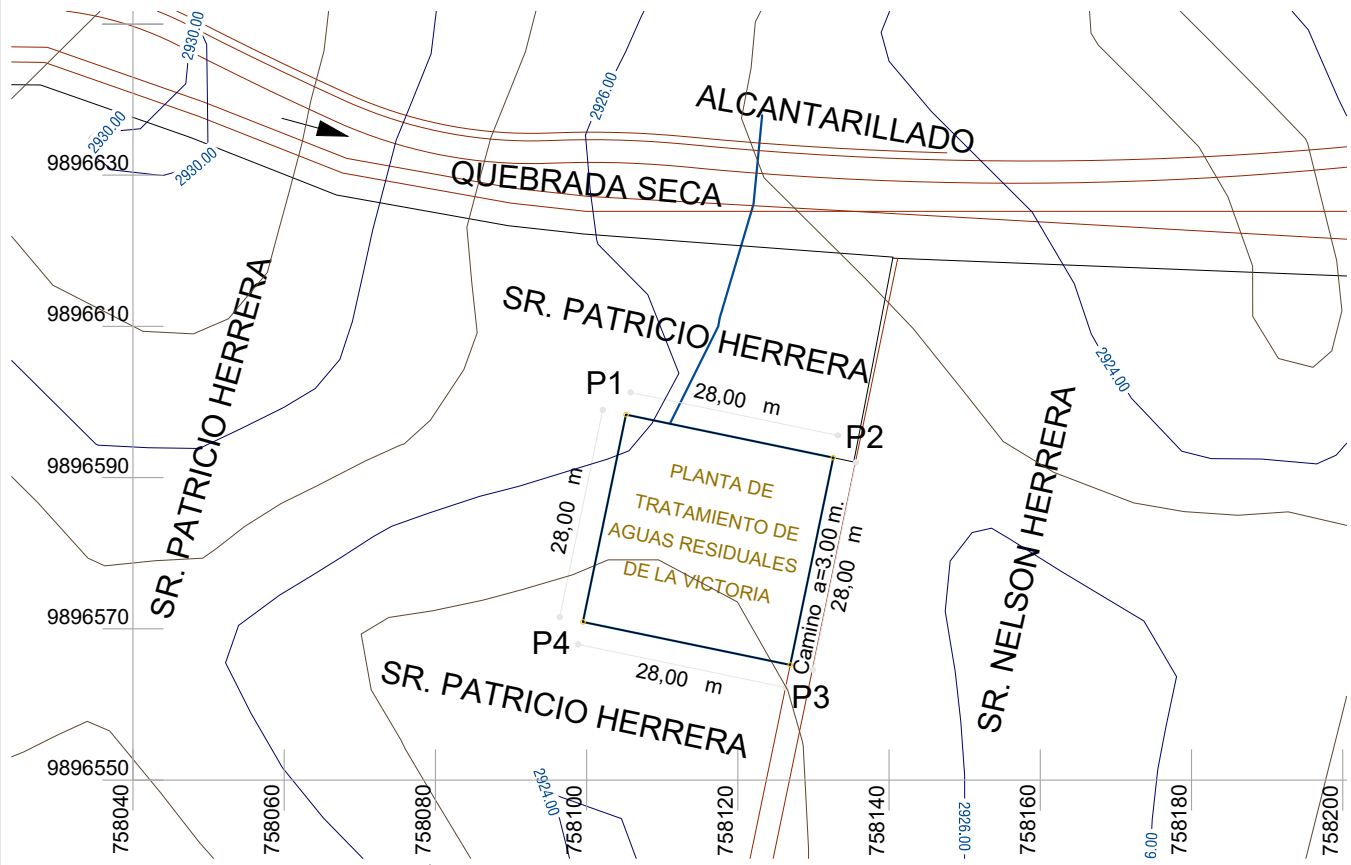 2930.00
2926.00
ALCANTARILLADO
2930.00
2930.00
9896630
QUEBRADA SECA
SR. PATRICIO HERRERA
SR. PATRICIO HERRERA
9896610
2924.00
P1
28,00 m
P2
9896590
PLANTA DE
TRATAMIENTO DE
AGUAS RESIDUALES
DE LA VICTORIA
28,00 m
Camino a=3.00 m.
28,00 m
SR. NELSON HERRERA
9896570
P4
28,00 m
P3
SR. PATRICIO HERRERA
9896550
2924.00
2926.00
758040
758060
758080
758100
758120
758140
758160
758180
758200